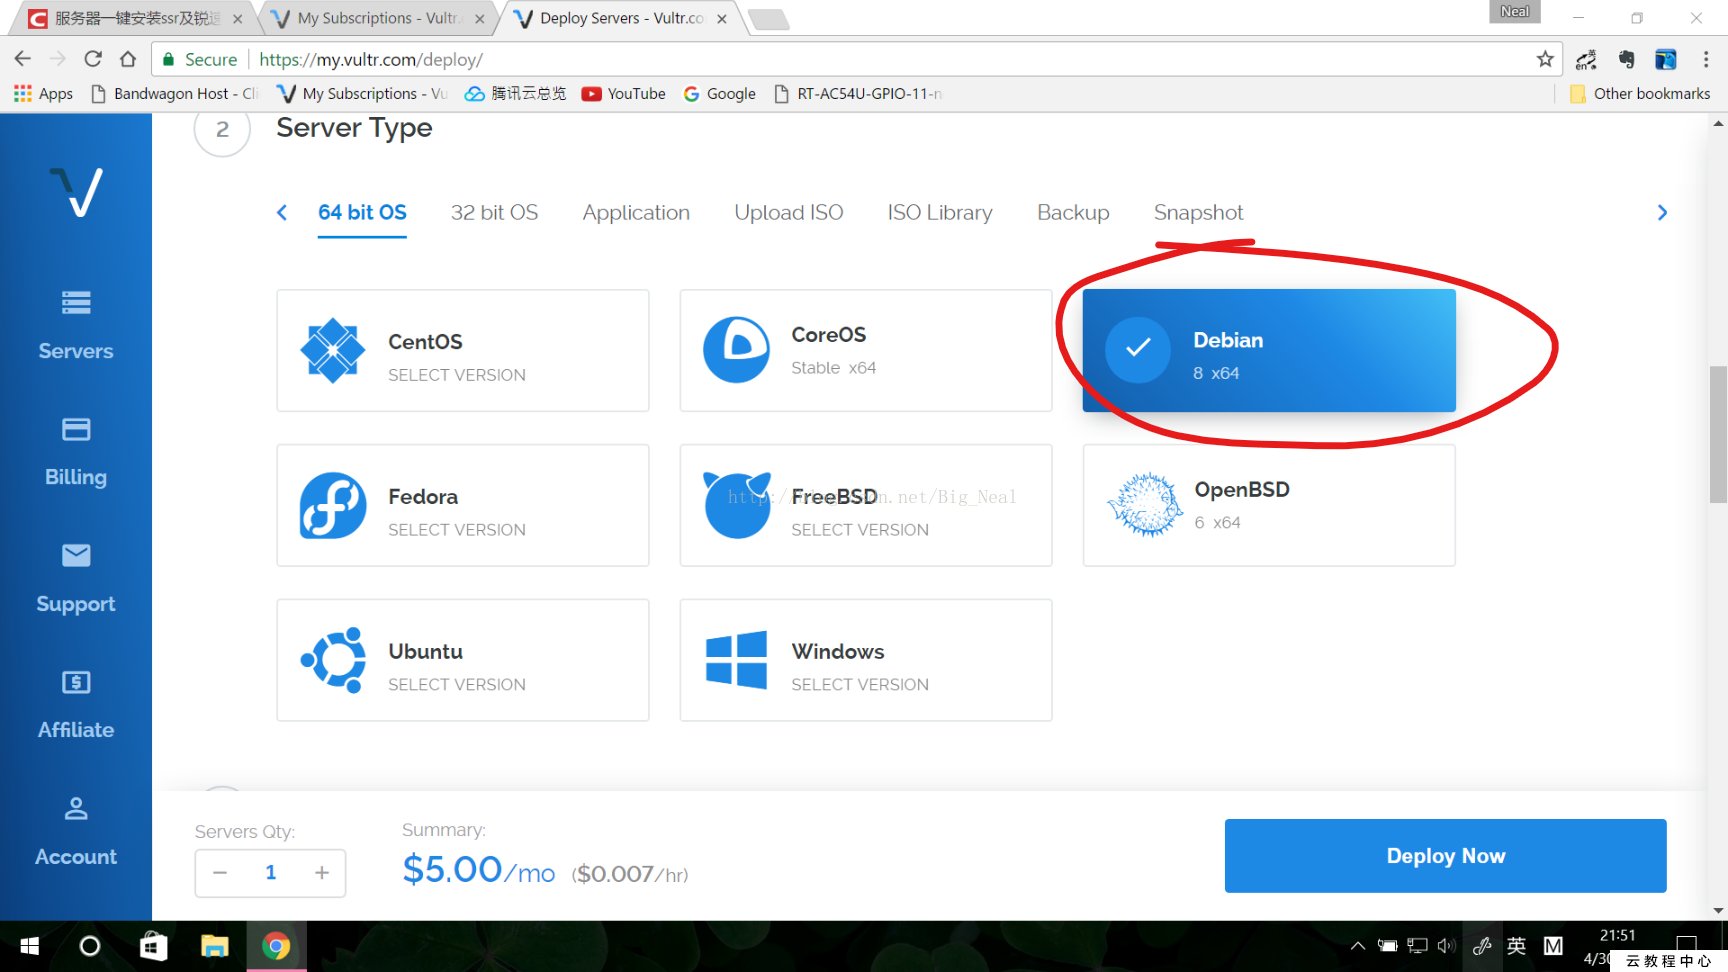 服务器一键安装ssr及锐速
My Subscriptions - Vultr.
Deploy Servers - Vultr.co
Neal
Secure
https://my.vultr.com/deploy/
Apps
Bandwagon Host - Cli
My Subscriptions - Vu
腾讯云总览
YouTube
Google
RT-AC54U-GPIO-11-n
Other bookmarks
2
Server Type
64 bit OS
32 bit OS
Application
Upload ISO
ISO Library
Backup
Snapshot
Servers
Billing
Support
Affiliate
Account
CentOS
SELECT VERSION
CoreOS
Stable x64
Debian
8 x64
Fedora
SELECT VERSION
FreeBSD
SELECT VERSION
http://blog.csdn.net/Big_Neal
OpenBSD
6 x64
Ubuntu
SELECT VERSION
Windows
SELECT VERSION
Servers Qty:
− 1 +
Summary:
$5.00/mo ($0.007/hr)
Deploy Now
英
M
21:51
4/30
云教程中心